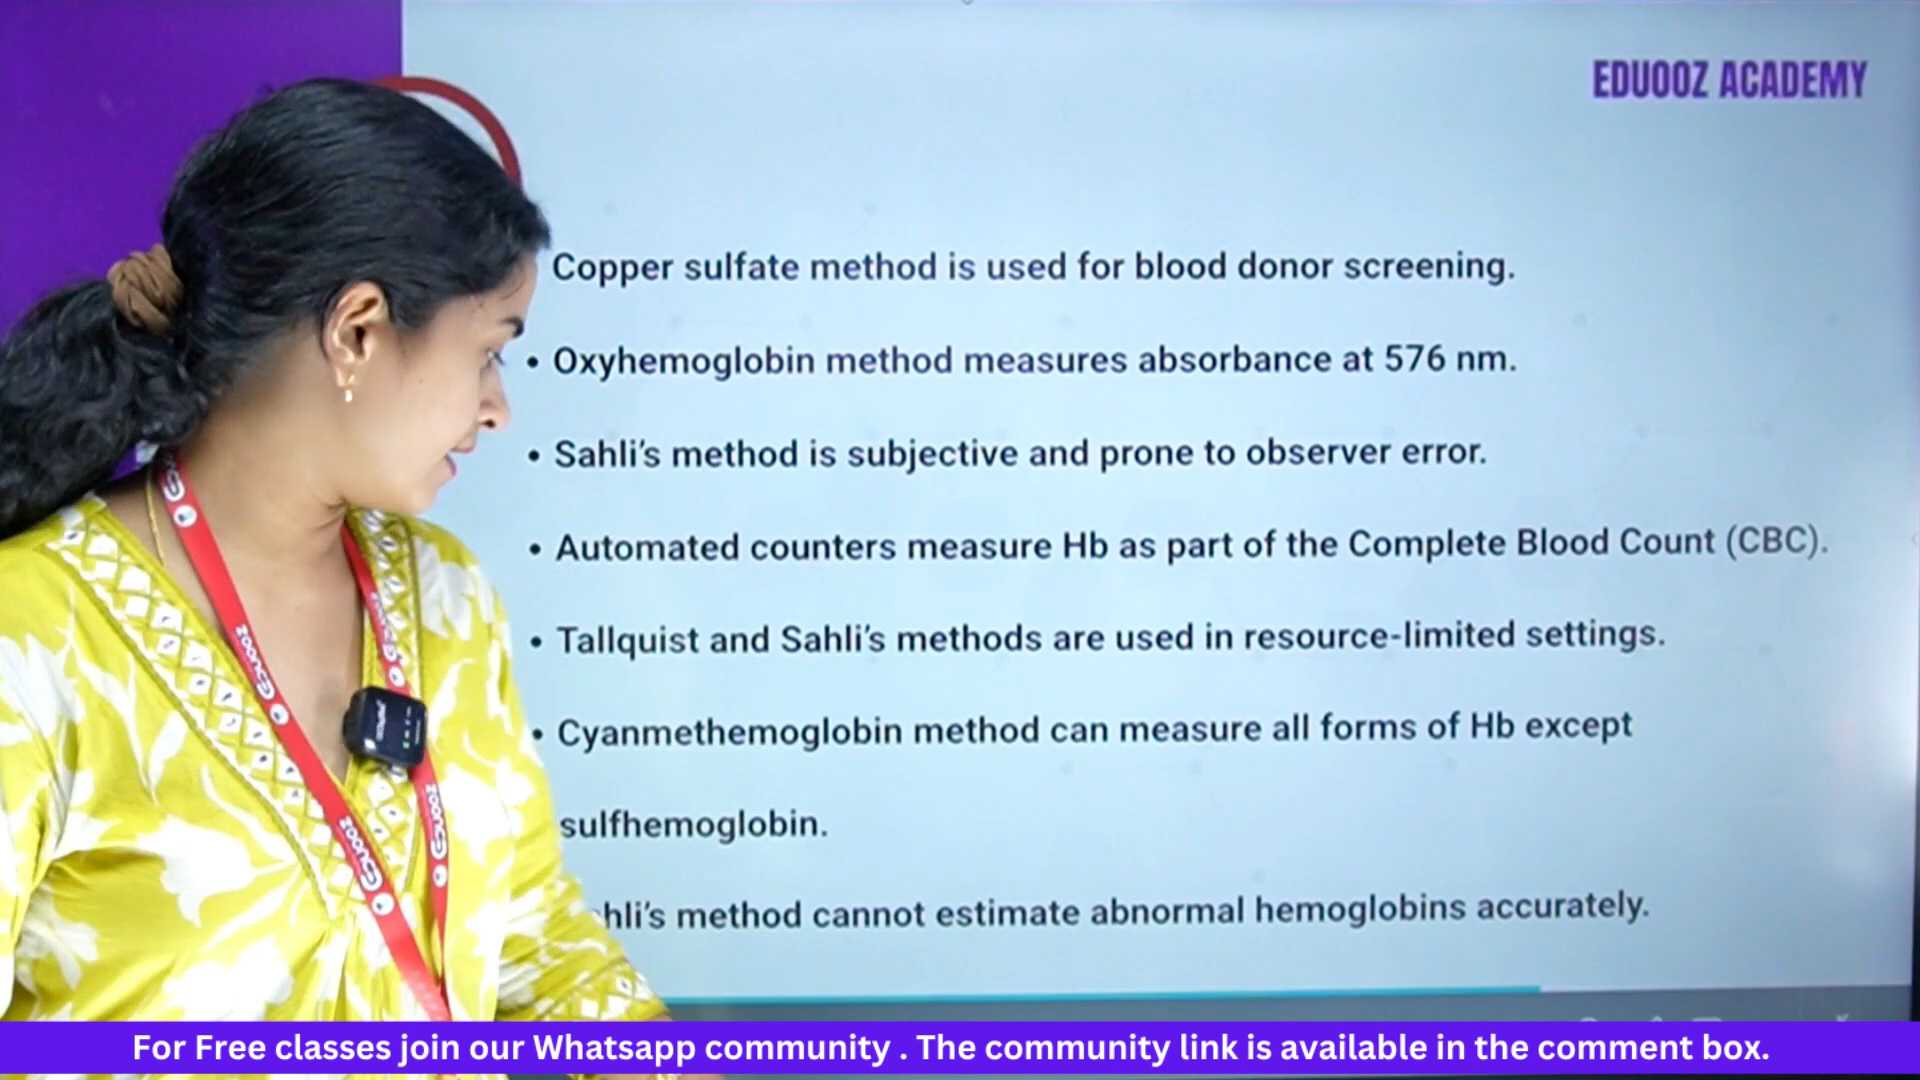 EDUOOZ ACADEMY
Copper sulfate method is used for blood donor screening.
• Oxyhemoglobin method measures absorbance at 576 nm.
• Sahli's method is subjective and prone to observer error.
• Automated counters measure Hb as part of the Complete Blood Count (CBC).
• Tallquist and Sahli's methods are used in resource-limited settings.
• Cyanmethemoglobin method can measure all forms of Hb except
sulfhemoglobin.
hli's method cannot estimate abnormal hemoglobins accurately.
For Free classes join our Whatsapp community . The community link is available in the comment box.